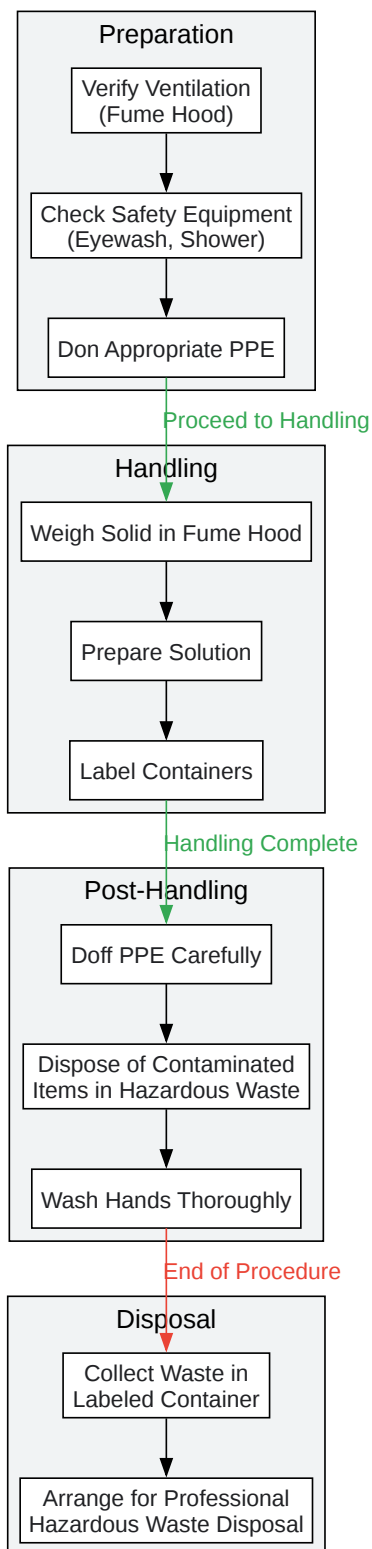 Preparation
Verify Ventilation
(Fume Hood)
Check Safety Equipment
(Eyewash, Shower)
Don Appropriate PPE
Proceed to Handling
Handling
Weigh Solid in Fume Hood
Prepare Solution
Label Containers
Handling Complete
Post-Handling
Doff PPE Carefully
Dispose of Contaminated
Items in Hazardous Waste
Wash Hands Thoroughly
End of Procedure
Disposal
Collect Waste in
Labeled Container
Arrange for Professional
Hazardous Waste Disposal